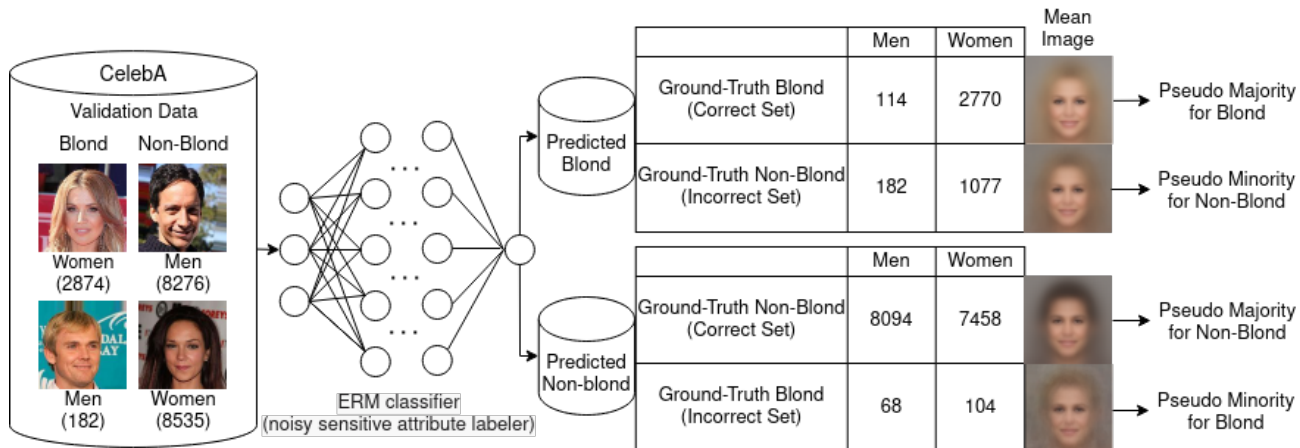 CelebA
Validation Data
Blond Non-Blond
Women
(2874)
Men
(8276)
Men
(182)
Women
(8535)
ERM classifier
(noisy sensitive attribute labeler)
Predicted
Blond
Men Women
Mean
Image
Ground-Truth Blond
(Correct Set)
114 2770
Pseudo Majority
for Blond
Ground-Truth Non-Blond
(Incorrect Set)
182 1077
Pseudo Minority
for Non-Blond
Predicted
Non-blond
Men Women
Ground-Truth Non-Blond
(Correct Set)
8094 7458
Pseudo Majority
for Non-Blond
Ground-Truth Blond
(Incorrect Set)
68 104
Pseudo Minority
for Blond